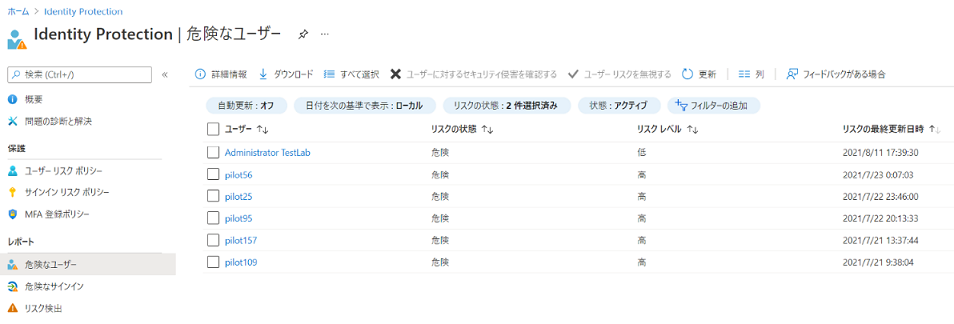 ホーム > Identity Protection
Identity Protection | 危険なユーザー
検索 (Ctrl+/)
概要
問題の診断と解決
保護
ユーザー リスク ポリシー
サインイン リスク ポリシー
MFA 登録ポリシー
レポート
危険なユーザー
危険なサインイン
リスク検出
詳細情報 ダウンロード すべて選択 ユーザーに対するセキュリティ侵害を確認する ユーザー リスクを無視する 更新 列 フィードバックがある場合
自動更新 : オフ 日付を次の基準で表示 : ローカル リスクの状態 : 2 件選択済み 状態 : アクティブ フィルターの追加
ユーザー リスクの状態 リスク レベル リスクの最終更新日時
Administrator TestLab 危険 低 2021/8/11 17:39:30
pilot56 危険 高 2021/7/23 0:07:03
pilot25 危険 高 2021/7/22 23:46:00
pilot95 危険 高 2021/7/22 20:13:33
pilot157 危険 高 2021/7/21 13:37:44
pilot109 危険 高 2021/7/21 9:38:04